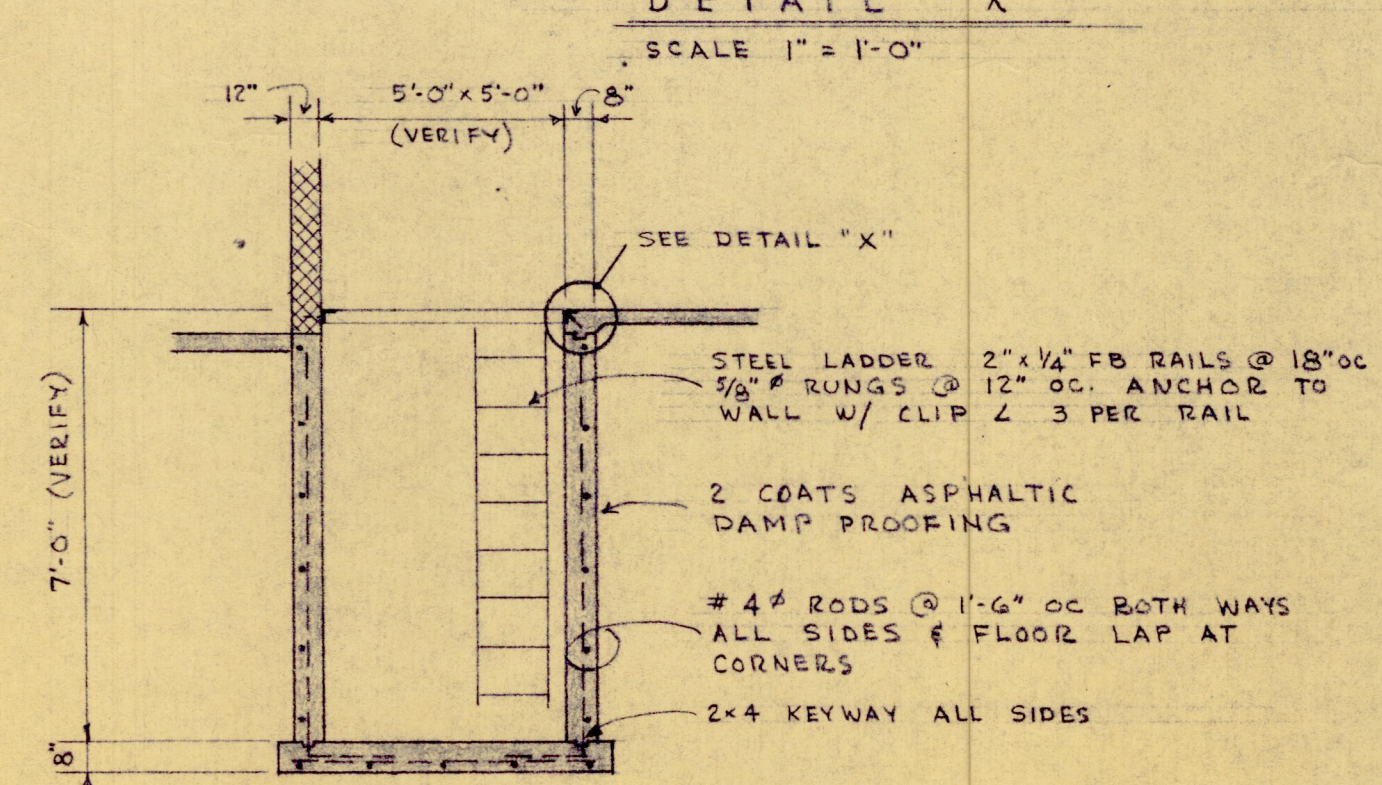 DETAIL X
SCALE 1" = 1'-0"
12" 5'-0" x 5'-0" 8"
(VERIFY)
SEE DETAIL "X"
STEEL LADDER 2" x 1/4" FB RAILS @ 18" OC
5/8" ø RUNGS @ 12" OC. ANCHOR TO
WALL W/ CLIP ∠ 3 PER RAIL
7'-0" (VERIFY)
2 COATS ASPHALTIC
DAMP PROOFING
# 4 ø RODS @ 1'-6" OC BOTH WAYS
ALL SIDES & FLOOR LAP AT
CORNERS
2x4 KEYWAY ALL SIDES
8"